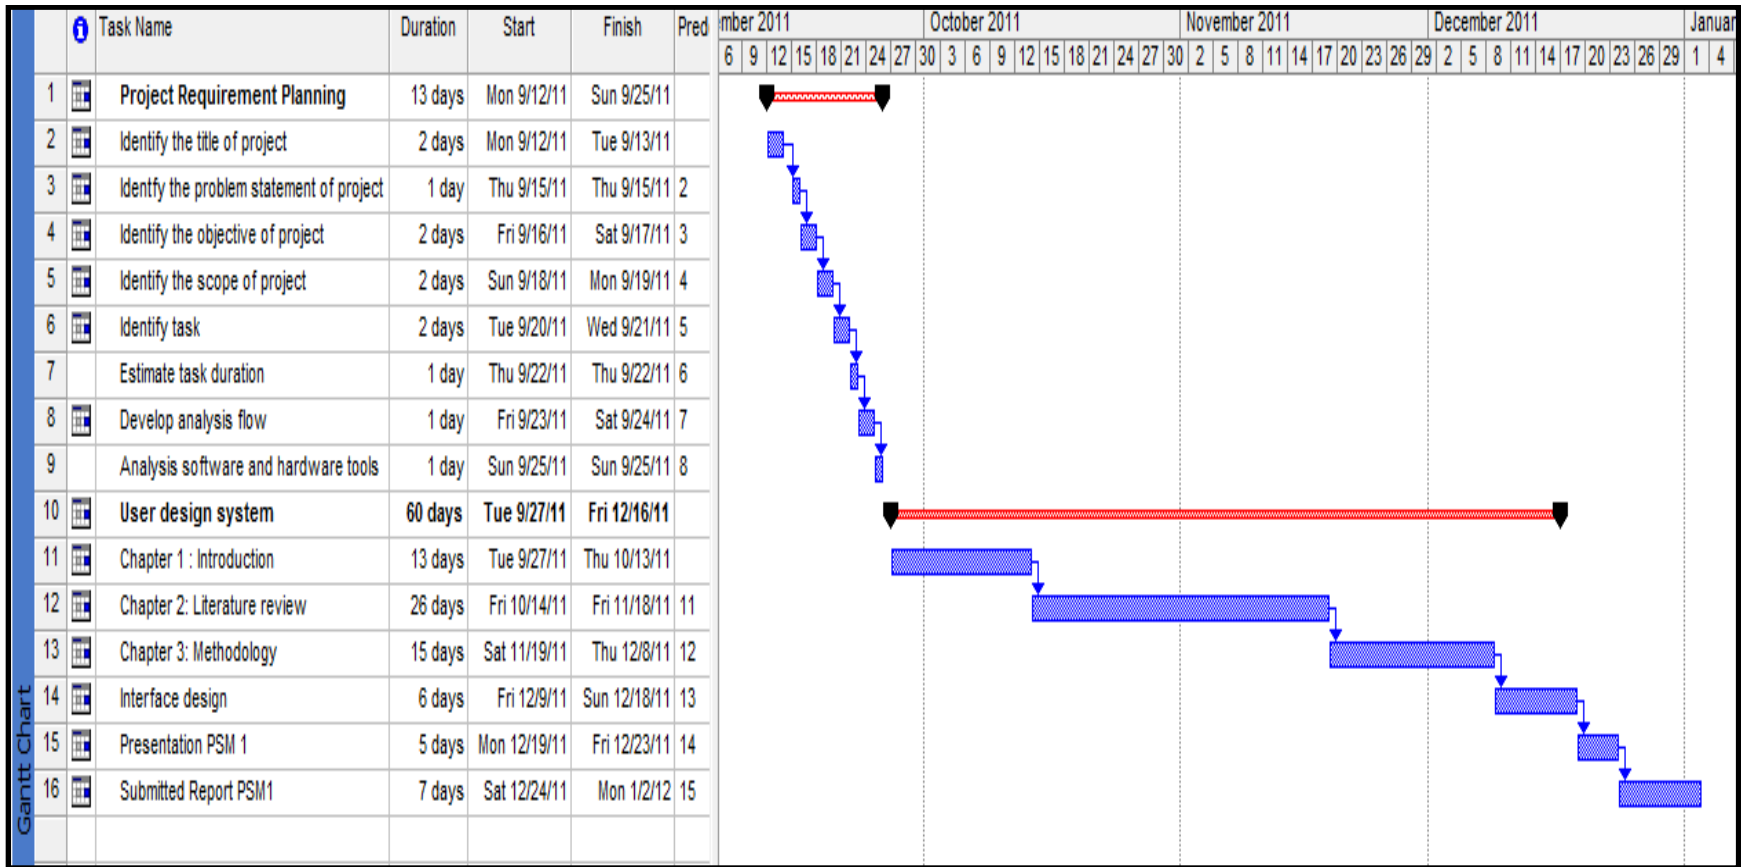 Task Name Duration Start Finish Pred mber 2011 October 2011 November 2011 December 2011 Januar
6 9 12 15 18 21 24 27 30 3 6 9 12 15 18 21 24 27 30 2 5 8 11 14 17 20 23 26 29 2 5 8 11 14 17 20 23 26 29 1 4
1 Project Requirement Planning 13 days Mon 9/12/11 Sun 9/25/11
2 Identify the title of project 2 days Mon 9/12/11 Tue 9/13/11
3 Identfy the problem statement of project 1 day Thu 9/15/11 Thu 9/15/11 2
4 Identify the objective of project 2 days Fri 9/16/11 Sat 9/17/11 3
5 Identify the scope of project 2 days Sun 9/18/11 Mon 9/19/11 4
6 Identify task 2 days Tue 9/20/11 Wed 9/21/11 5
7 Estimate task duration 1 day Thu 9/22/11 Thu 9/22/11 6
8 Develop analysis flow 1 day Fri 9/23/11 Sat 9/24/11 7
9 Analysis software and hardware tools 1 day Sun 9/25/11 Sun 9/25/11 8
10 User design system 60 days Tue 9/27/11 Fri 12/16/11
11 Chapter 1 : Introduction 13 days Tue 9/27/11 Thu 10/13/11
12 Chapter 2: Literature review 26 days Fri 10/14/11 Fri 11/18/11 11
13 Chapter 3: Methodology 15 days Sat 11/19/11 Thu 12/8/11 12
14 Interface design 6 days Fri 12/9/11 Sun 12/18/11 13
15 Presentation PSM 1 5 days Mon 12/19/11 Fri 12/23/11 14
16 Submitted Report PSM1 7 days Sat 12/24/11 Mon 1/2/12 15
Gantt Chart